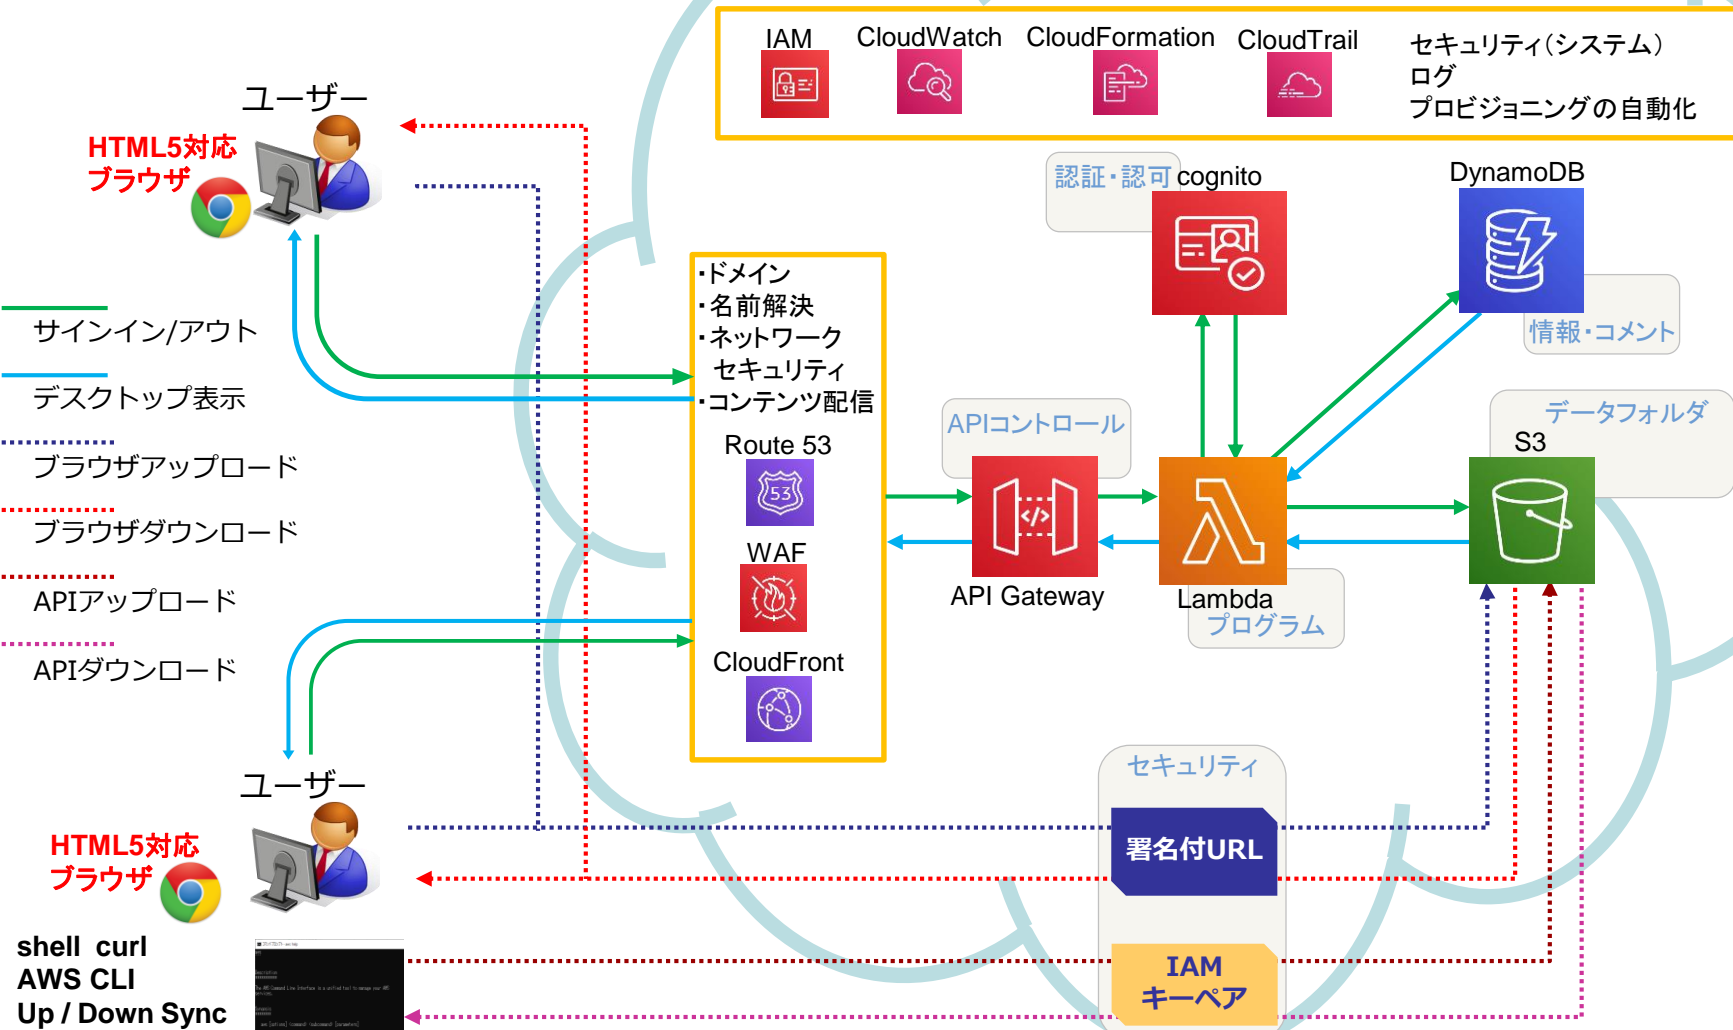 IAM
CloudWatch
CloudFormation
CloudTrail
セキュリティ(システム)
ログ
プロビジョニングの自動化
ユーザー
HTML5対応
ブラウザ
認証・認可
cognito
DynamoDB
情報・コメント
・ドメイン
・名前解決
・ネットワーク
セキュリティ
・コンテンツ配信
Route 53
WAF
CloudFront
サインイン/アウト
デスクトップ表示
ブラウザアップロード
ブラウザダウンロード
APIアップロード
APIダウンロード
APIコントロール
API Gateway
Lambda
プログラム
データフォルダ
S3
ユーザー
HTML5対応
ブラウザ
セキュリティ
署名付URL
IAM
キーペア
shell curl
AWS CLI
Up / Down Sync